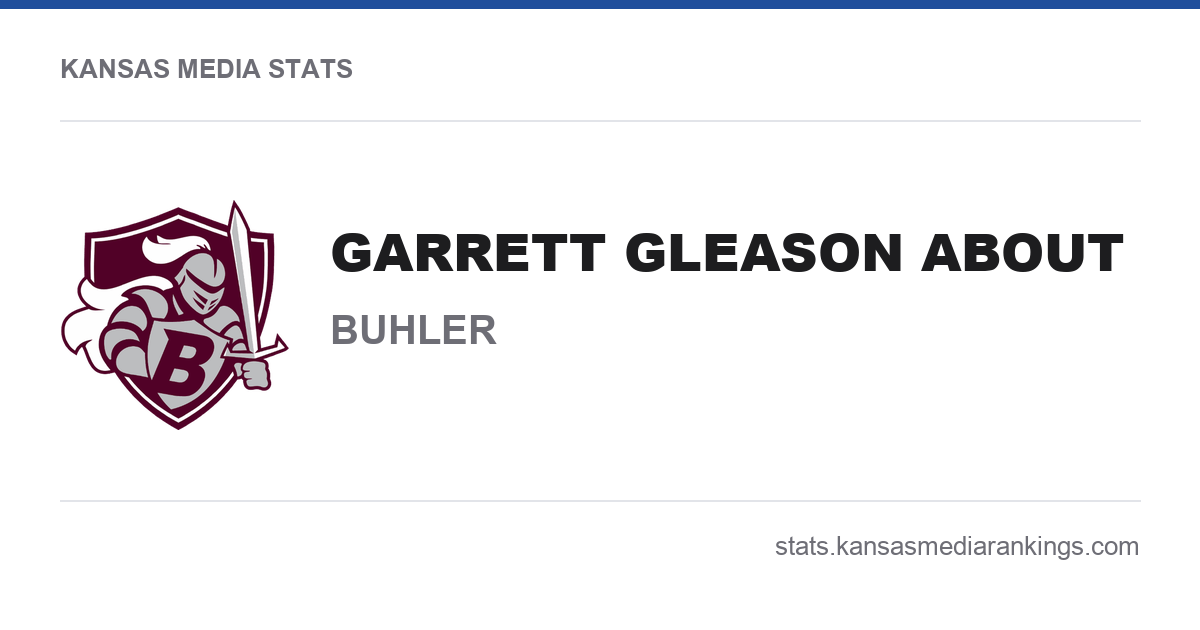 KANSAS MEDIA STATS
GARRETT GLEASON ABOUT
BUHLER
B
stats.kansasmediarankings.com